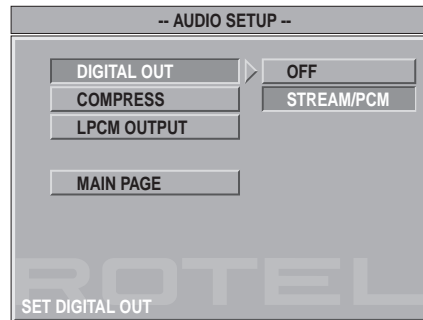 -- AUDIO SETUP --
DIGITAL OUT
OFF
COMPRESS
STREAM/PCM
LPCM OUTPUT
MAIN PAGE
ROTEL
SET DIGITAL OUT